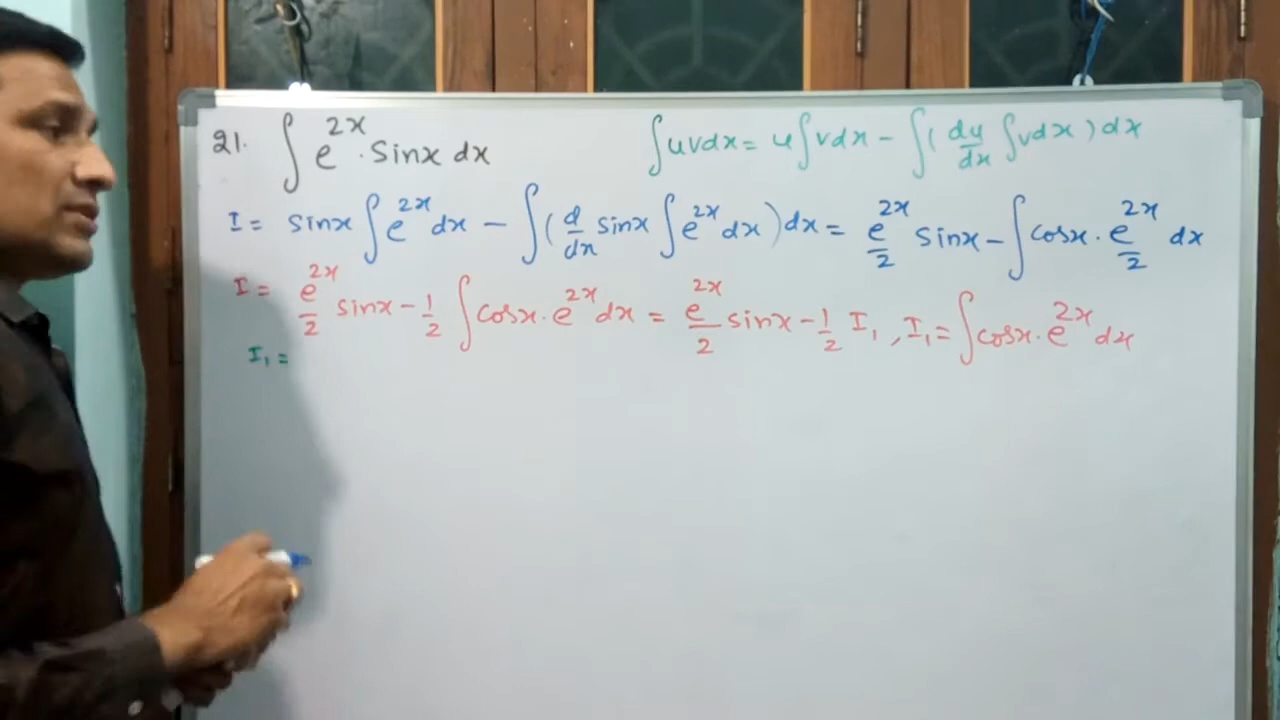 21. ∫ e^{2x} · sinx dx
∫uvdx = u∫vdx - ∫(du/dx ∫vdx)dx
I = sinx ∫e^{2x}dx - ∫(d/dx sinx ∫e^{2x}dx)dx = e^{2x}/2 sinx - ∫cosx · e^{2x}/2 dx
I = e^{2x}/2 sinx - 1/2 ∫cosx · e^{2x}dx = e^{2x}/2 sinx - 1/2 I₁, I₁ = ∫cosx · e^{2x} dx
I₁ =